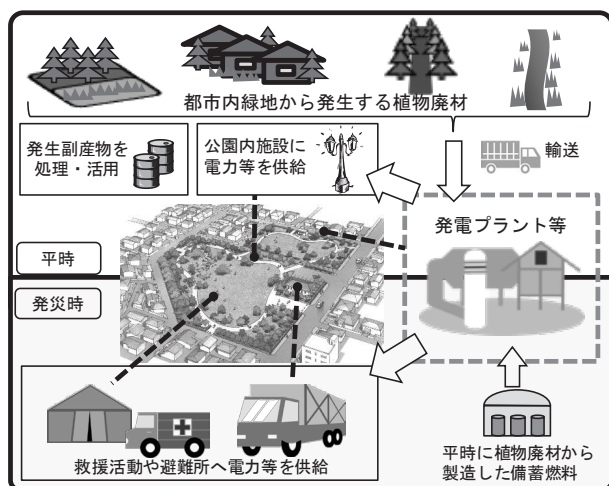 都市内緑地から発生する植物廃材
発生副産物を
処理・活用
公園内施設に
電力等を供給
輸送
発電プラント等
平時
発災時
救援活動や避難所へ電力等を供給
平時に植物廃材から
製造した備蓄燃料